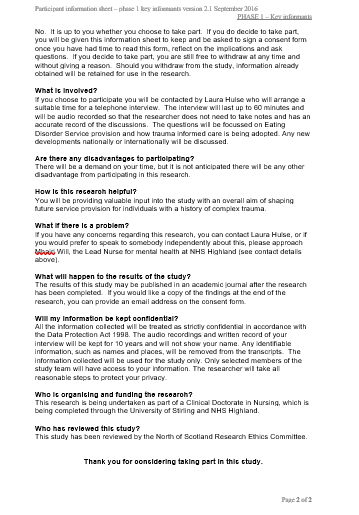 Participant information sheet – phase 1 key informants version 2.1 September 2016
PHASE 1 – Key informants
No. It is up to you whether you choose to take part. If you do decide to take part,
you will be given this information sheet to keep and be asked to sign a consent form
once you have had time to read this form, reflect on the implications and ask
questions. If you decide to take part, you are still free to withdraw at any time and
without giving a reason. Should you withdraw from the study, information already
obtained will be retained for use in the research.
What is involved?
If you choose to participate you will be contacted by Laura Hulse who will arrange a
suitable time for a telephone interview. The interview will last up to 60 minutes and
will be audio recorded so that the researcher does not need to take notes and has an
accurate record of the discussions. The questions will be focussed on Eating
Disorder Service provision and how trauma informed care is being adopted. Any new
developments nationally or internationally will be discussed.
Are there any disadvantages to participating?
There will be a demand on your time, but it is not anticipated there will be any other
disadvantage from participating in this research.
How is this research helpful?
You will be providing valuable input into the study with an overall aim of shaping
future service provision for individuals with a history of complex trauma.
What if there is a problem?
If you have any concerns regarding this research, you can contact Laura Hulse, or if
you would prefer to speak to somebody independently about this, please approach
Will, the Lead Nurse for mental health at NHS Highland (see contact details
above).
What will happen to the results of the study?
The results of this study may be published in an academic journal after the research
has been completed. If you would like a copy of the findings at the end of the
research, you can provide an email address on the consent form.
Will my information be kept confidential?
All the information collected will be treated as strictly confidential in accordance with
the Data Protection Act 1998. The audio recordings and written record of your
interview will be kept for 10 years and will not show your name. Any identifiable
information, such as names and places, will be removed from the transcripts. The
information collected will be used for the study only. Only selected members of the
study team will have access to your information. The researcher will take all
reasonable steps to protect your privacy.
Who is organising and funding the research?
This research is being undertaken as part of a Clinical Doctorate in Nursing, which is
being completed through the University of Stirling and NHS Highland.
Who has reviewed this study?
This study has been reviewed by the North of Scotland Research Ethics Committee.
Thank you for considering taking part in this study.
Page 2 of 2